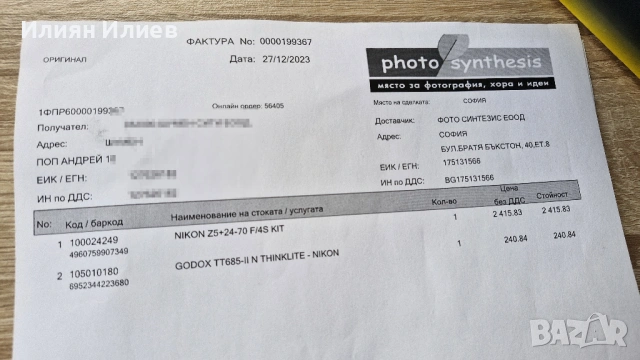 Илиян Илиев
ФАКТУРА No: 0000199367
ОРИГИНАЛ
Дата: 27/12/2023
photo synthesis
място за фотография, хора и идеи
1ФПР60000199367
Онлайн ордер: 56405
Място на сделката: СОФИЯ
Получател:
Доставчик: ФОТО СИНТЕЗИС ЕООД
Адрес:
Адрес: СОФИЯ
ПОП АНДРЕЙ
БУЛ.БРАТЯ БЪКСТОН, 40,ЕТ.8
ЕИК / ЕГН:
ЕИК / ЕГН: 175131566
ИН по ДДС:
ИН по ДДС: BG175131566
No: Код / баркод Наименование на стоката / услугата Кол-во Цена без ДДС Стойност
1 100024249 NIKON Z5+24-70 F/4S KIT 1 2 415.83 2 415.83
4960759907349
2 105010180 GODOX TT685-II N THINKLITE - NIKON 1 240.84 240.84
6952344223680
BAZAR
.bg